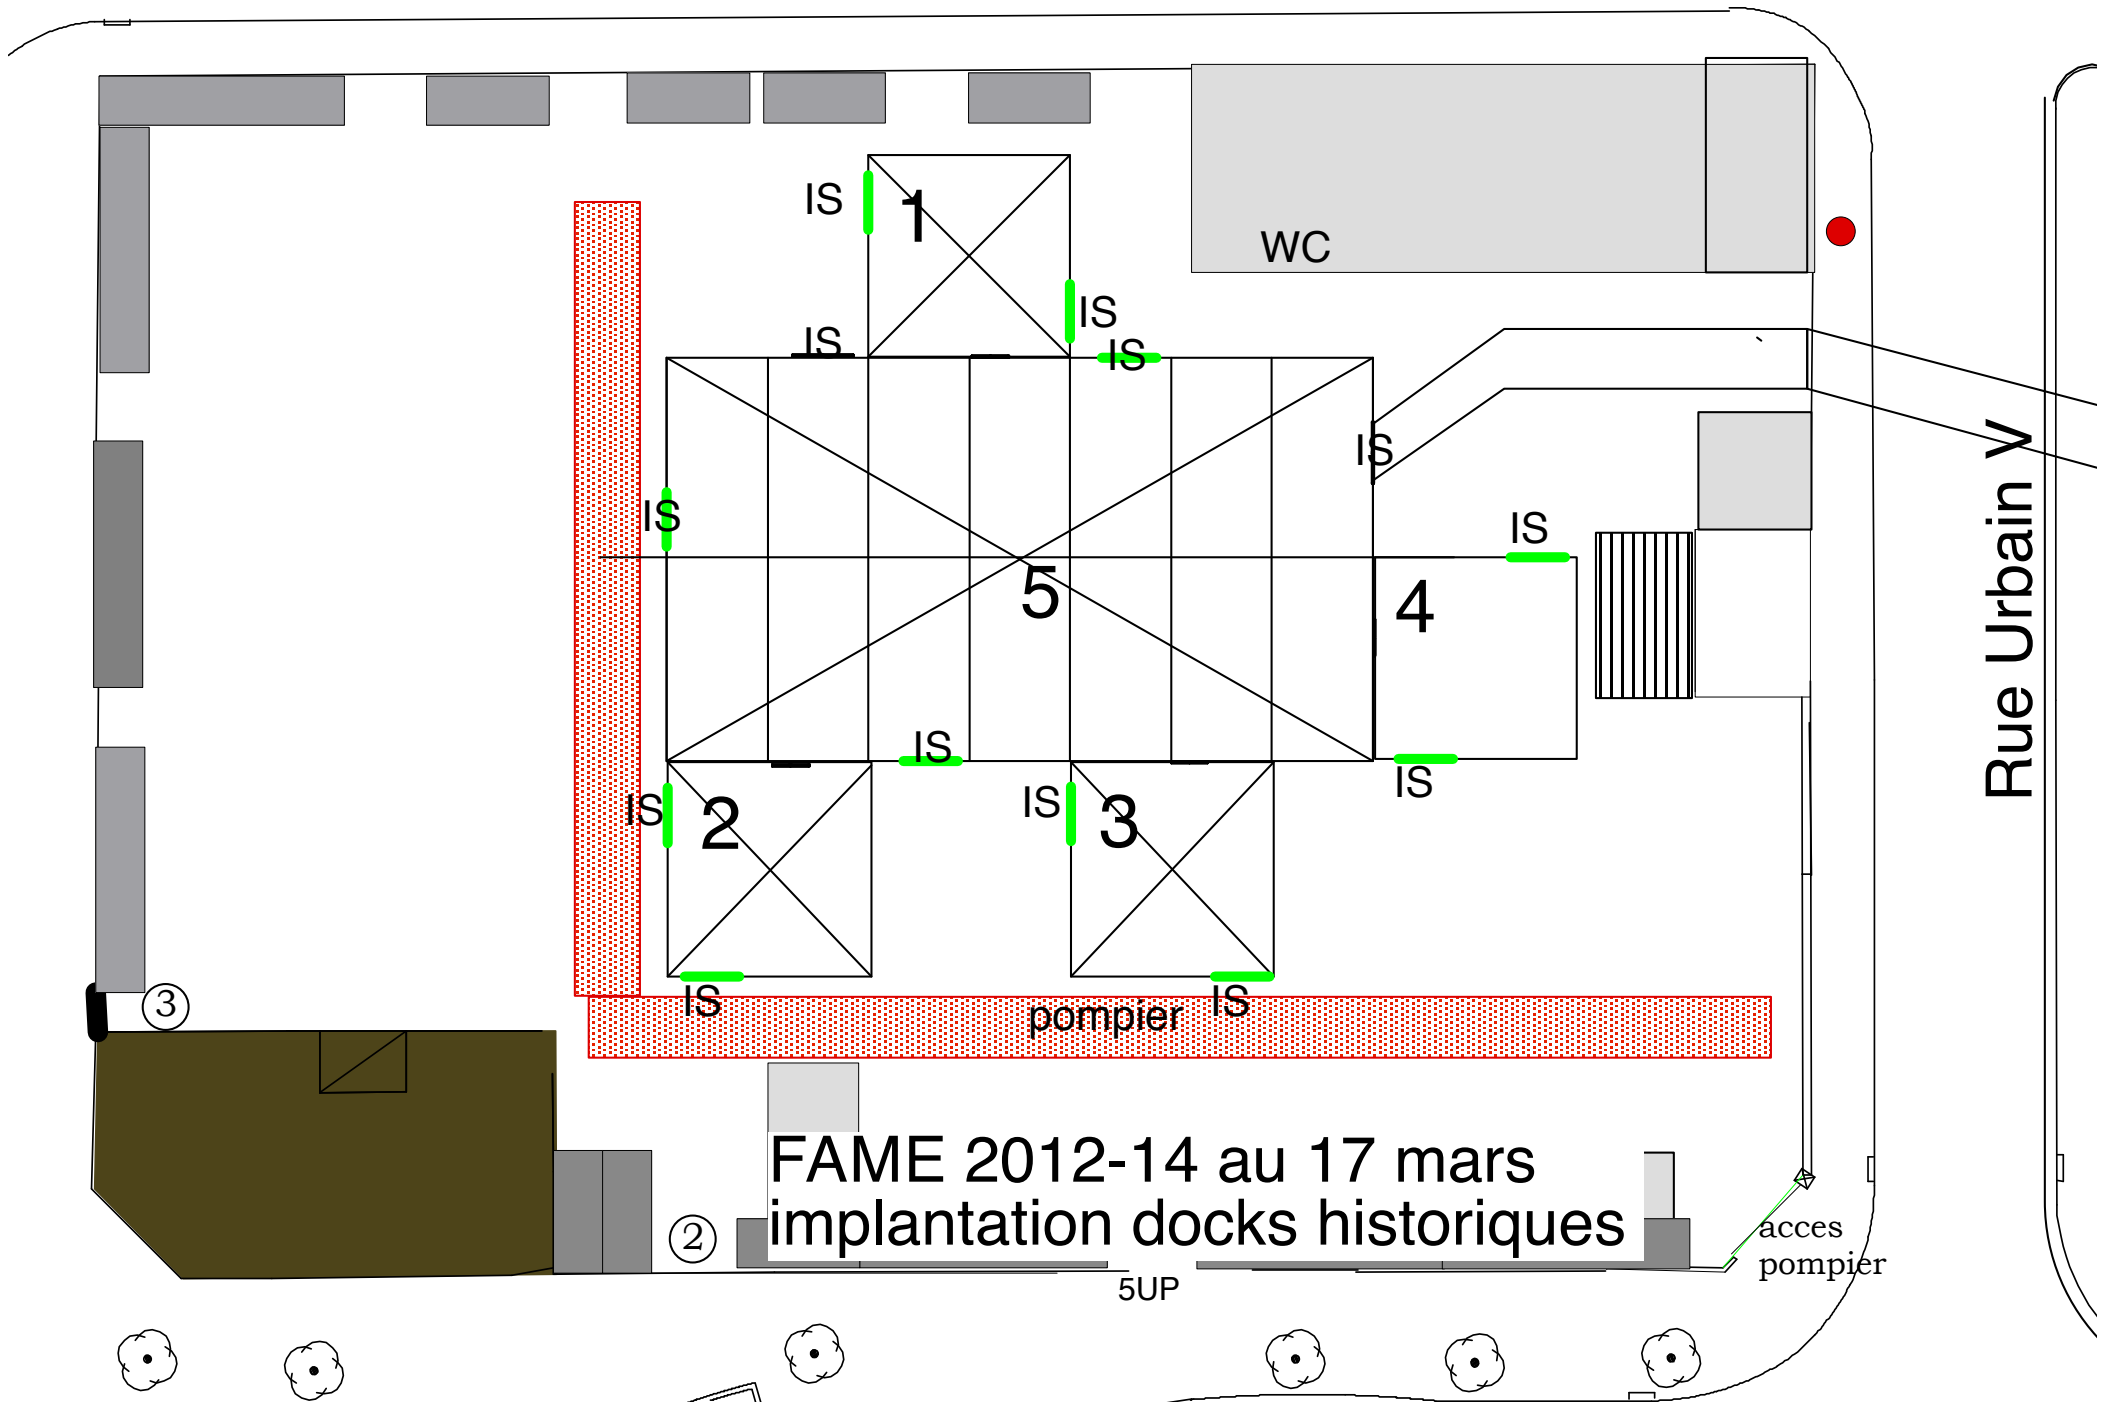 IS
1
WC
IS
IS
IS
IS
IS
IS
5
4
Rue Urbain V
IS
IS
IS
2
IS
3
IS
IS
pompier
3
FAME 2012-14 au 17 mars
implantation docks historiques
2
acces
pompier
5UP